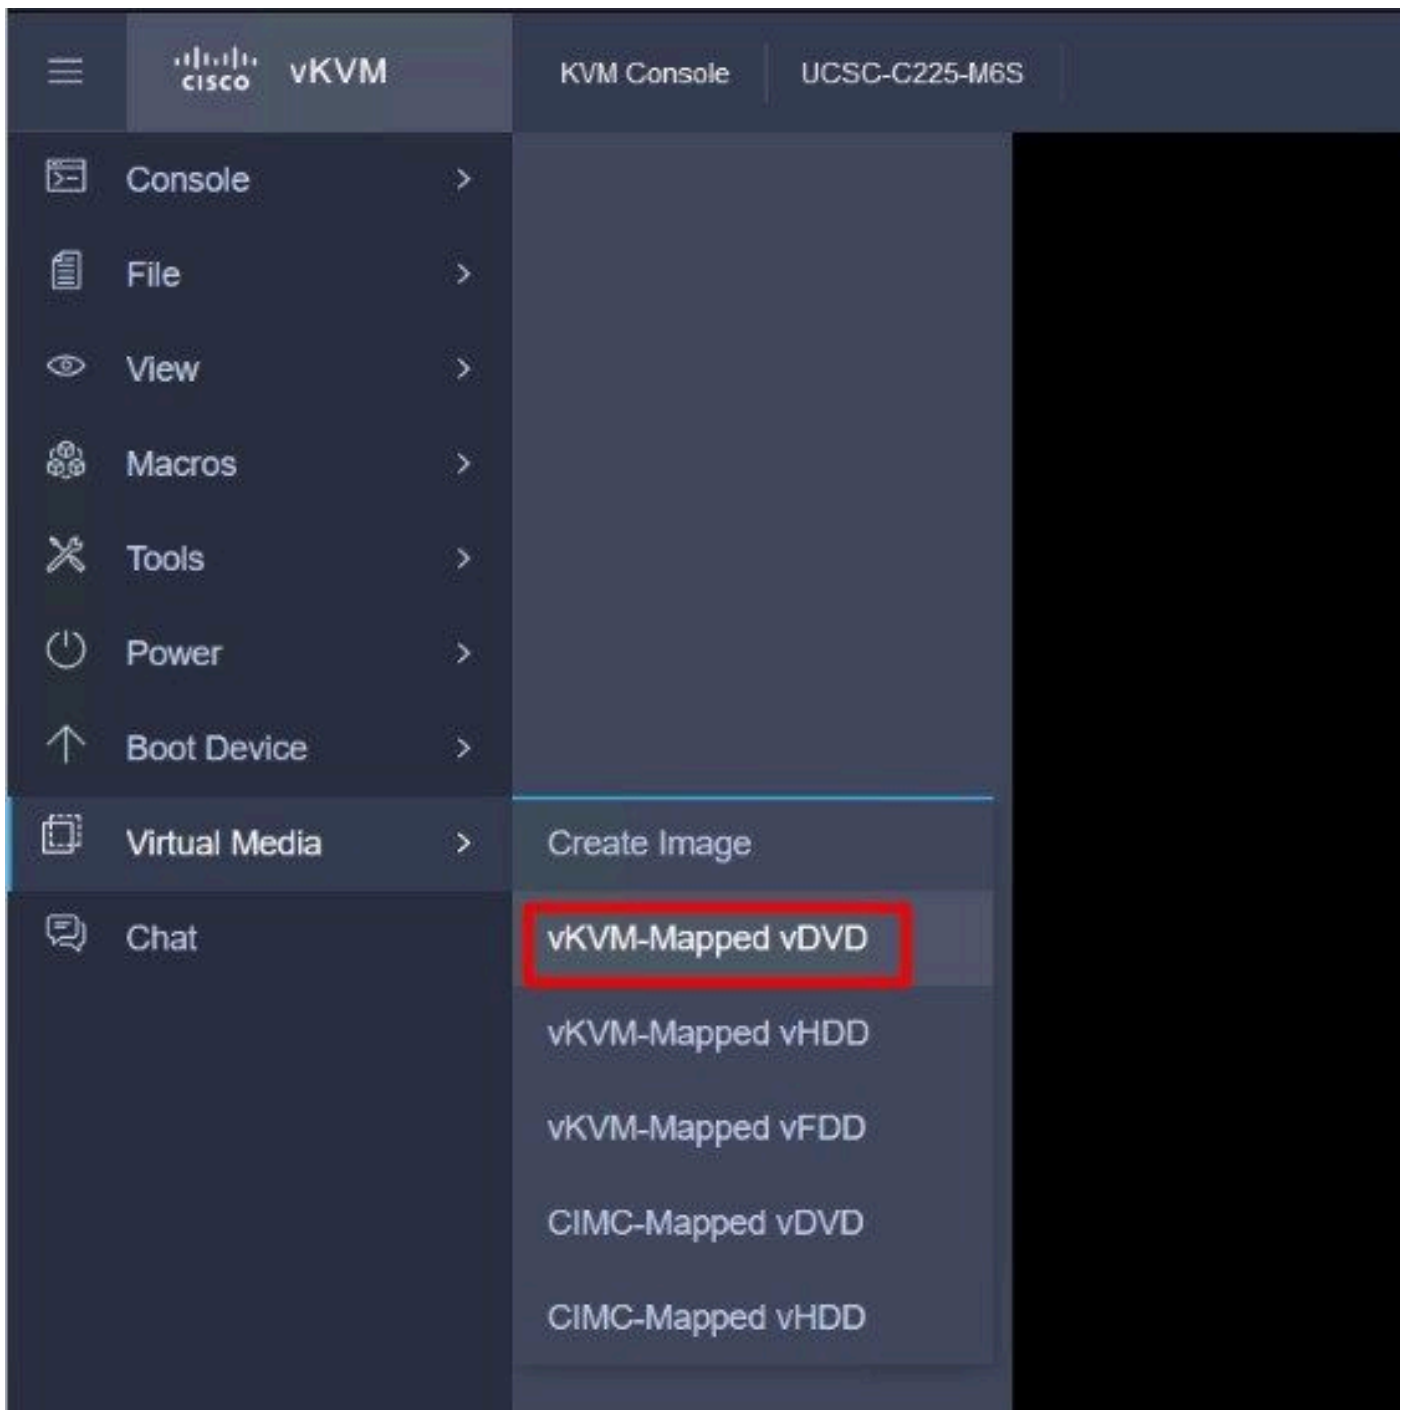 CISCO vKVM KVM Console UCSC-C225-M6S
Console
File
View
Macros
Tools
Power
Boot Device
Virtual Media
Create Image
Chat
vKVM-Mapped vDVD
vKVM-Mapped vHDD
vKVM-Mapped vFDD
CIMC-Mapped vDVD
CIMC-Mapped vHDD